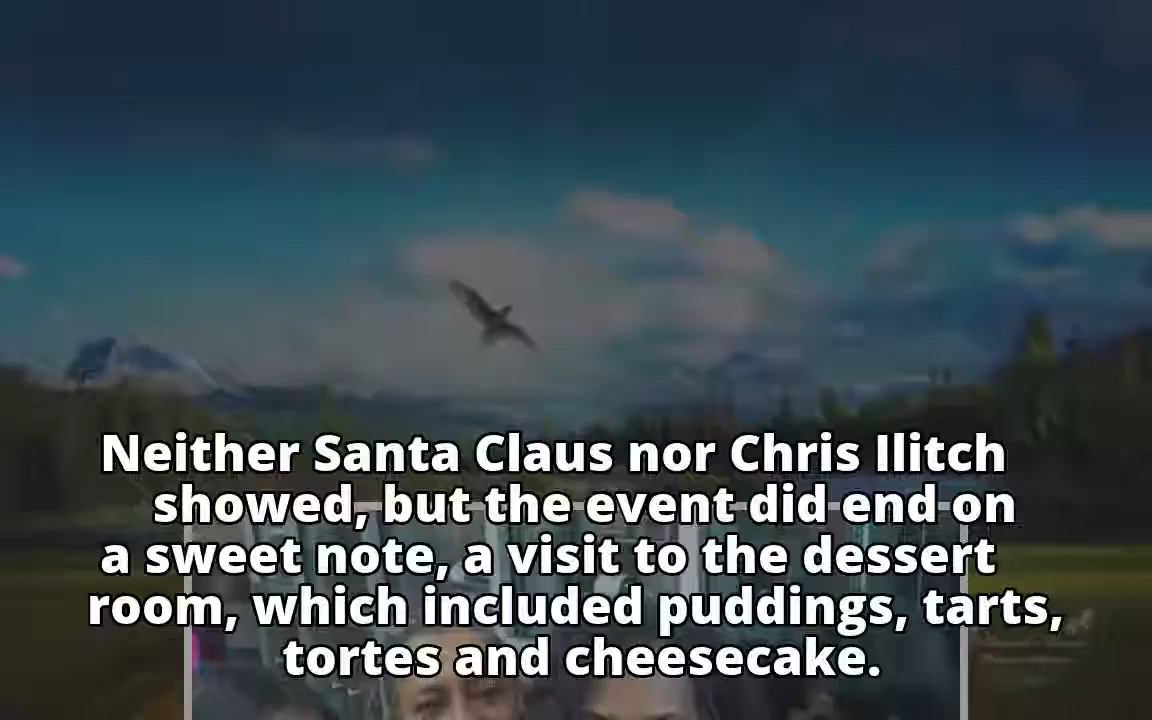 Neither Santa Claus nor Chris Ilitch
showed, but the event did end on
a sweet note, a visit to the dessert
room, which included puddings, tarts,
tortes and cheesecake.